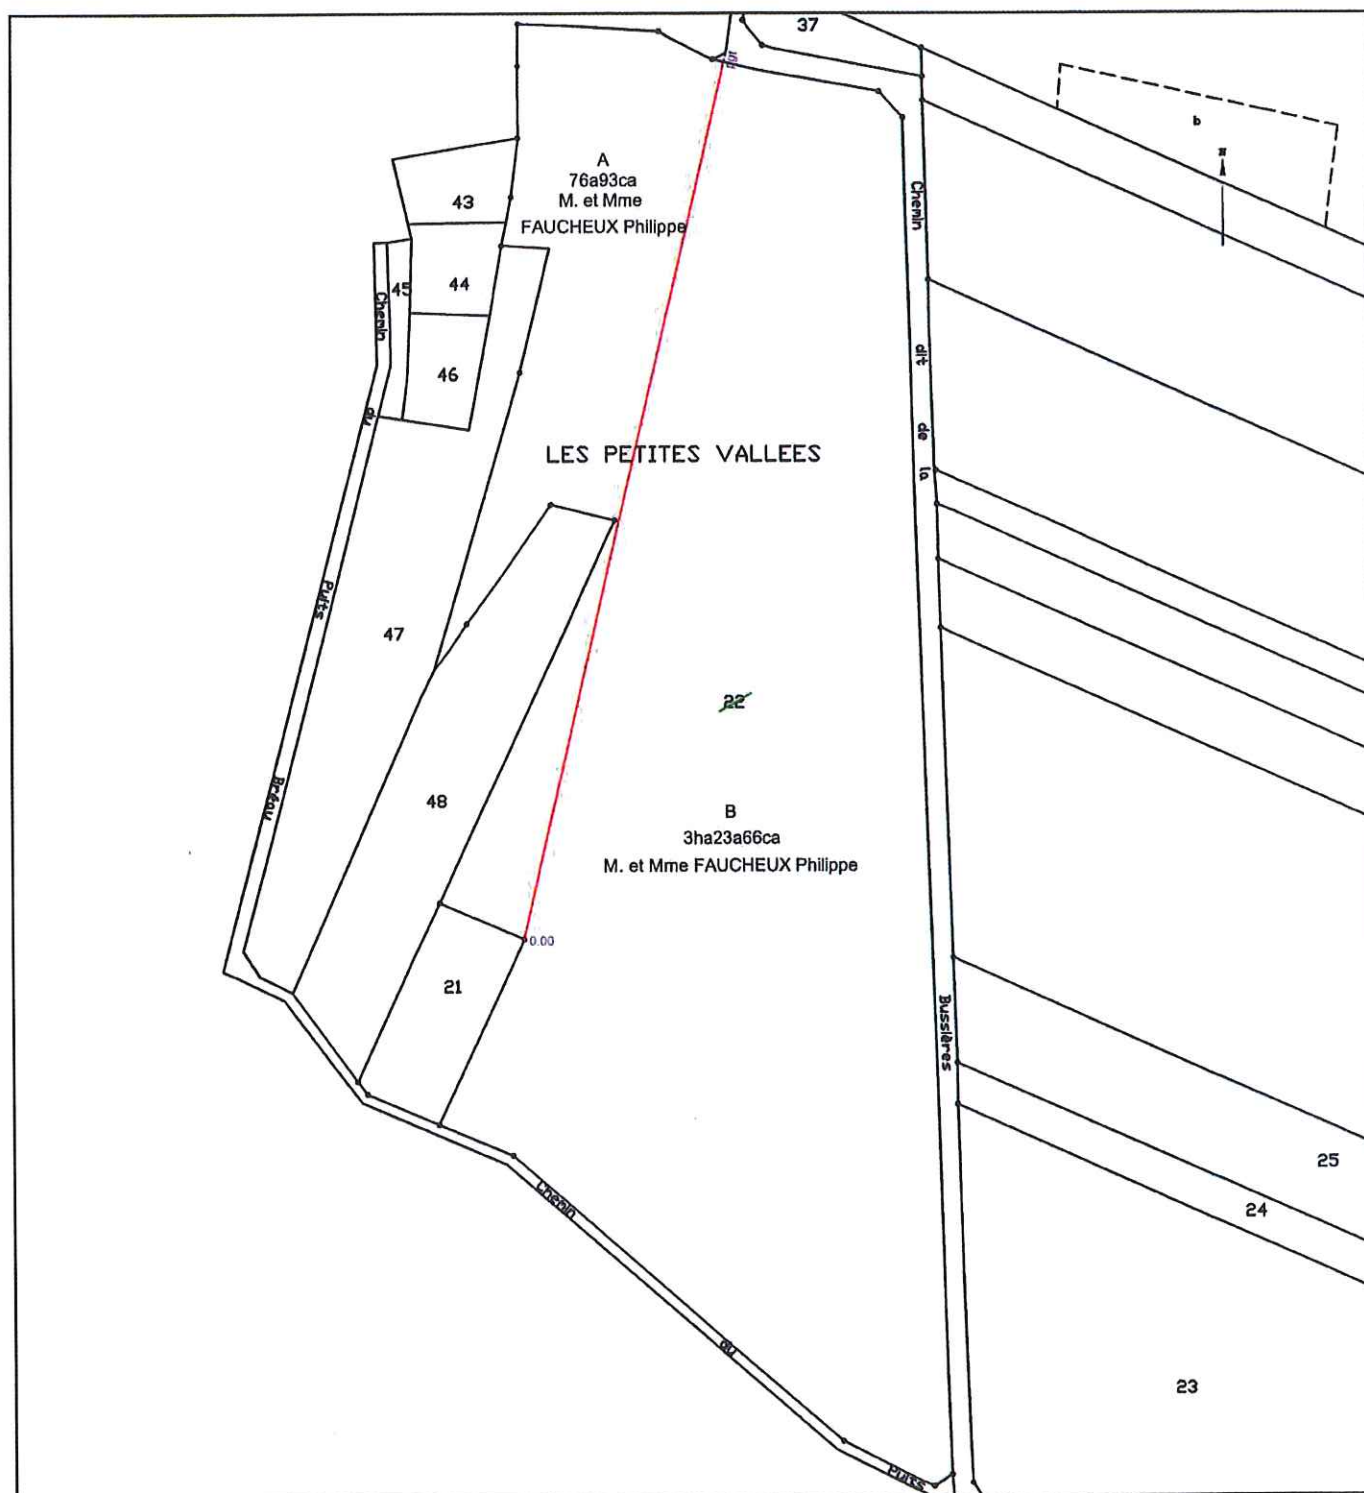 37
b
A
76a93ca
M. et Mme
FAUCHEUX Philippe
43
44
45
46
Chemin
du
Puits
Bréau
47
LES PETITES VALLEES
Chemin
dit
de
la
Bussières
22
48
B
3ha23a66ca
M. et Mme FAUCHEUX Philippe
0.00
21
25
24
23
Chemin
du
Puits